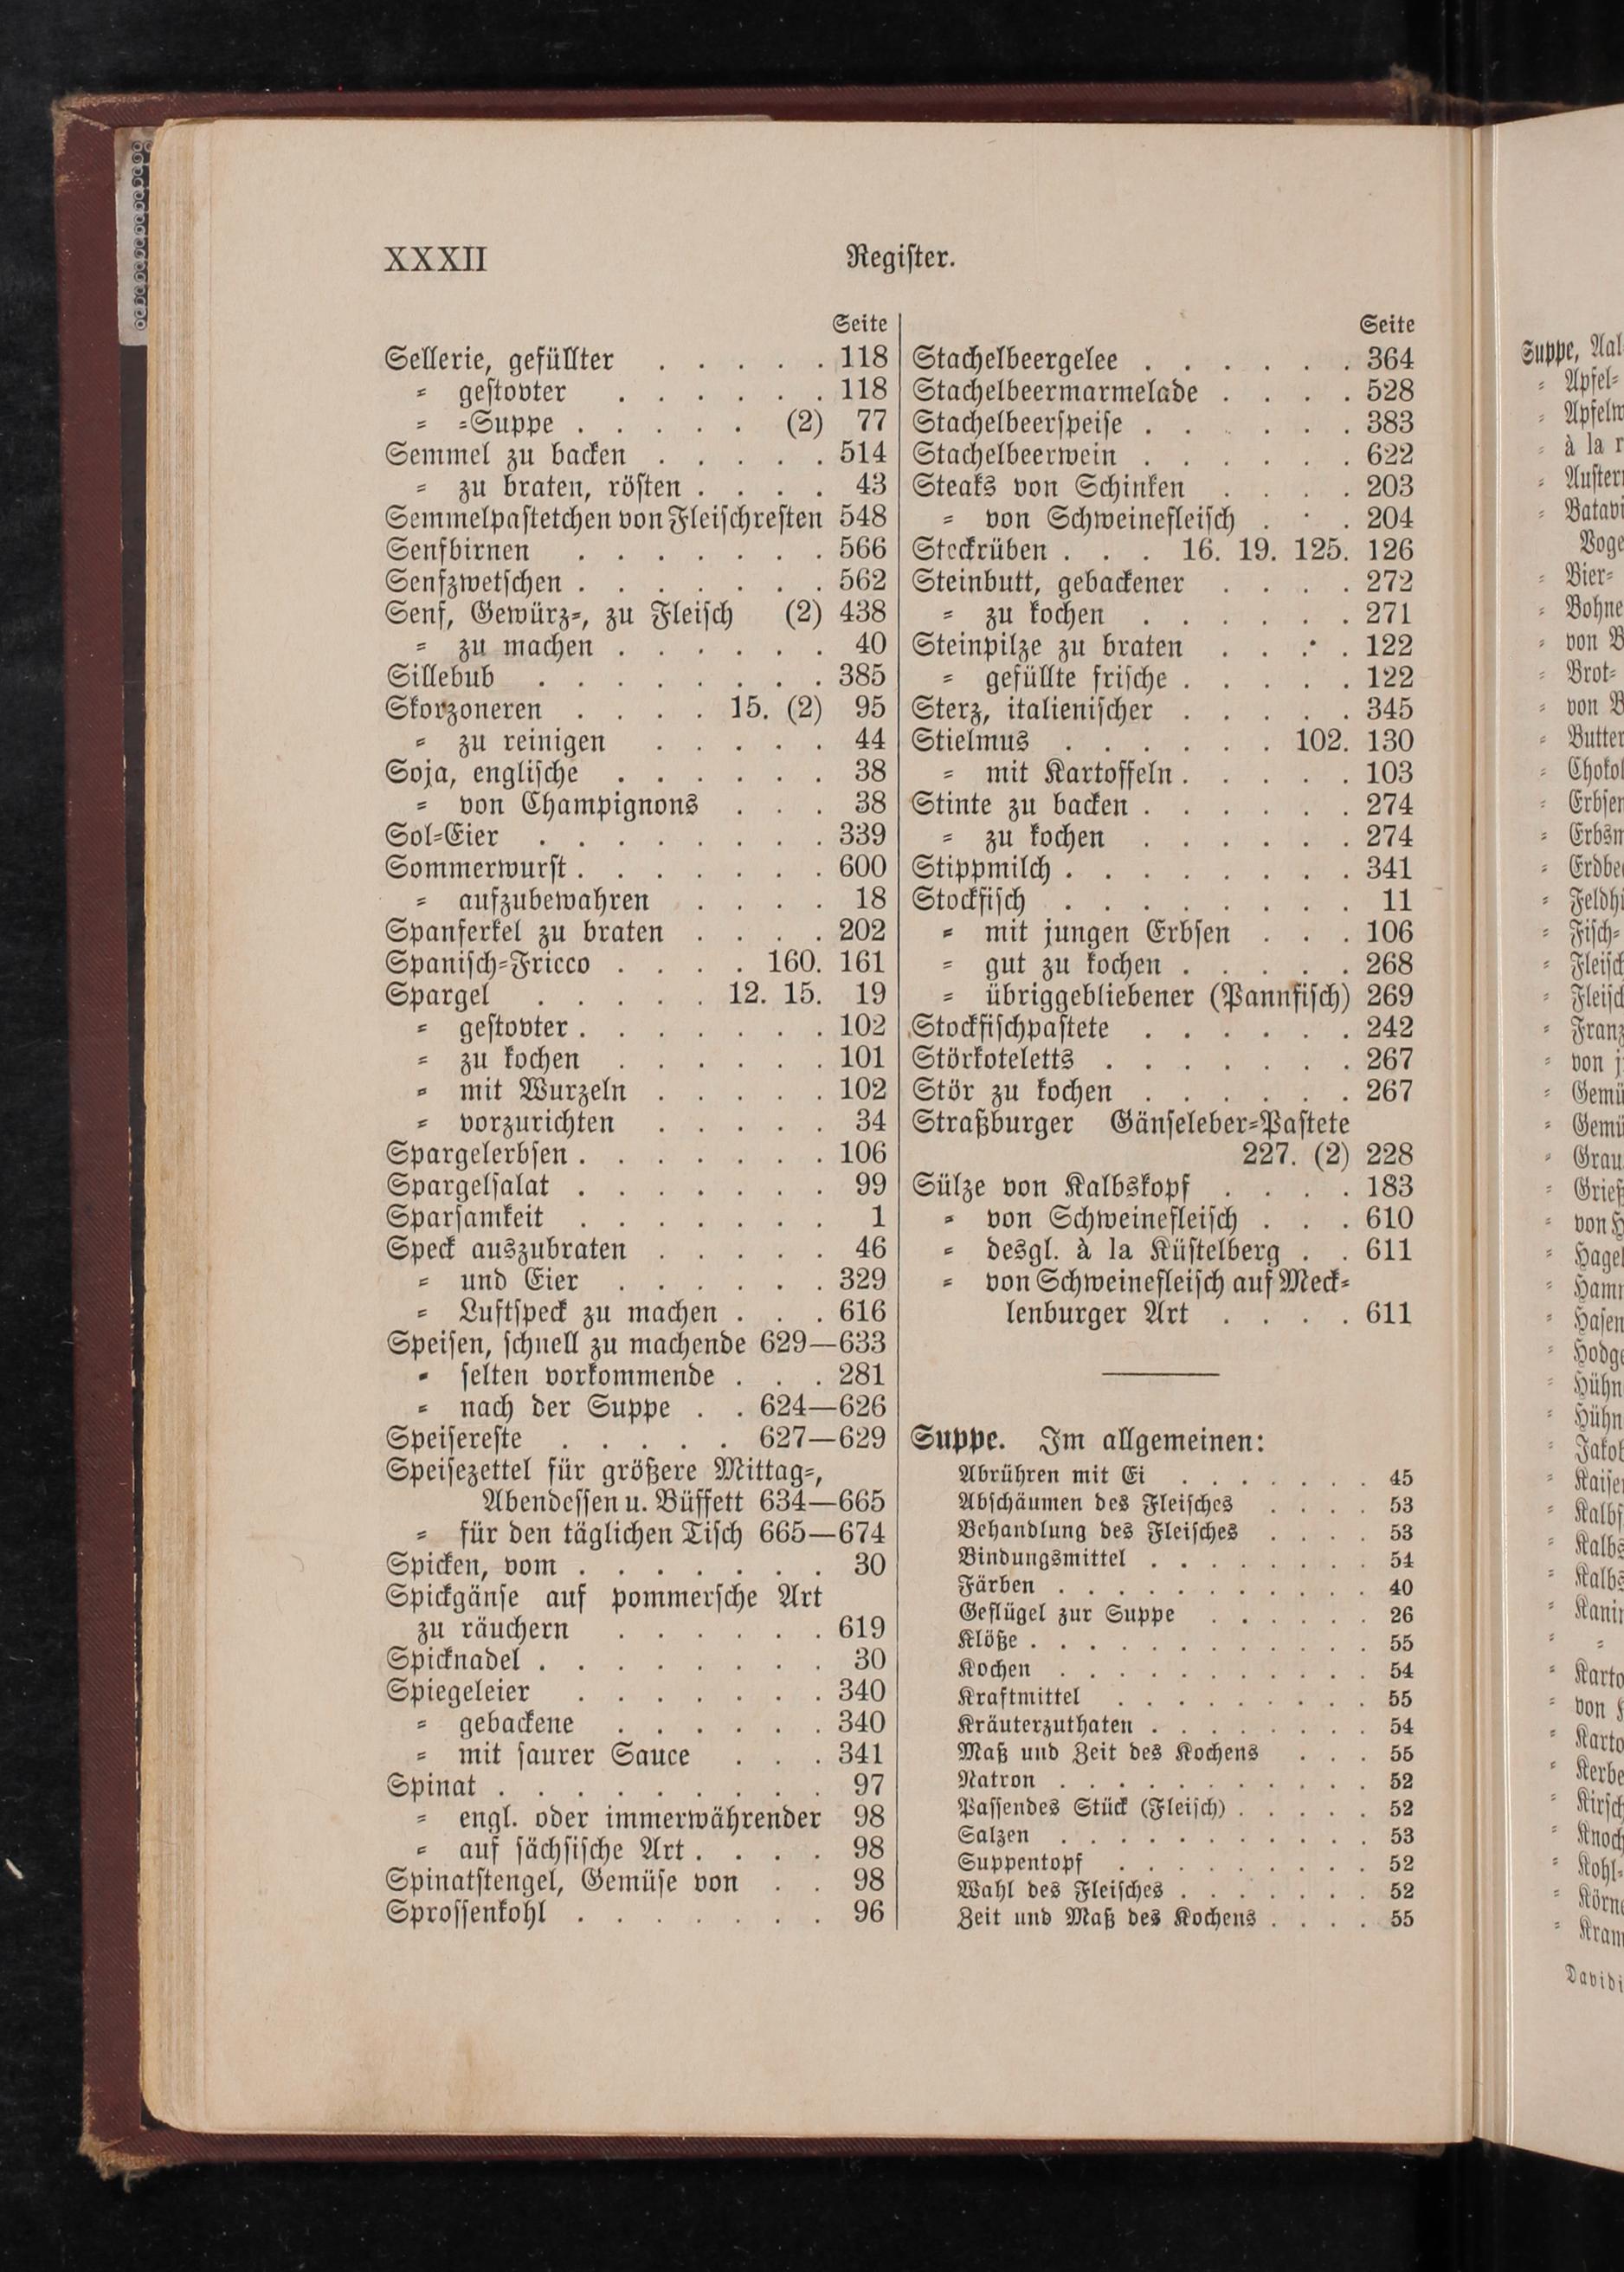 XXXII
Register.
Seite
Sellerie, gefüllter . . . . . 118
= gestovter . . . . . . 118
= =Suppe . . . . . (2) 77
Semmel zu backen . . . . . 514
= zu braten, rösten . . . . 43
Semmelpastetchen von Fleischresten 548
Senfbirnen . . . . . . . 566
Senfzwetschen . . . . . . . 562
Senf, Gewürz=, zu Fleisch (2) 438
= zu machen . . . . . . 40
Sillebub . . . . . . . . 385
Skorzoneren . . . . 15. (2) 95
= zu reinigen . . . . . 44
Soja, englische . . . . . . 38
= von Champignons . . . 38
Sol=Eier . . . . . . . . 339
Sommerwurst . . . . . . . 600
= aufzubewahren . . . . 18
Spanferkel zu braten . . . . 202
Spanisch=Fricco . . . . 160. 161
Spargel . . . . . 12. 15. 19
= gestovter . . . . . . . 102
= zu kochen . . . . . . 101
= mit Wurzeln . . . . . 102
= vorzurichten . . . . . 34
Spargelerbsen . . . . . . . 106
Spargelsalat . . . . . . . 99
Sparsamkeit . . . . . . . 1
Speck auszubraten . . . . . 46
= und Eier . . . . . . 329
= Luftspeck zu machen . . . 616
Speisen, schnell zu machende 629—633
= selten vorkommende . . . 281
= nach der Suppe . . 624—626
Speisereste . . . . . 627—629
Speisezettel für größere Mittag=,
Abendessen u. Büffett 634—665
= für den täglichen Tisch 665—674
Spicken, vom . . . . . . . 30
Spickgänse auf pommersche Art
zu räuchern . . . . . . 619
Spicknadel . . . . . . . . 30
Spiegeleier . . . . . . . 340
= gebackene . . . . . . 340
= mit saurer Sauce . . . 341
Spinat . . . . . . . . . 97
= engl. oder immerwährender 98
= auf sächsische Art . . . . 98
Spinatstengel, Gemüse von . . 98
Sprossenkohl . . . . . . . 96
Seite
Stachelbeergelee . . . . . . 364
Stachelbeermarmelade . . . . 528
Stachelbeerspeise . . . . . . 383
Stachelbeerwein . . . . . . 622
Steaks von Schinken . . . . 203
= von Schweinefleisch . . . 204
Steckrüben . . . 16. 19. 125. 126
Steinbutt, gebackener . . . . 272
= zu kochen . . . . . . 271
Steinpilze zu braten . . . . 122
= gefüllte frische . . . . . 122
Sterz, italienischer . . . . . 345
Stielmus . . . . . . 102. 130
= mit Kartoffeln . . . . . 103
Stinte zu backen . . . . . . 274
= zu kochen . . . . . . 274
Stippmilch . . . . . . . . 341
Stockfisch . . . . . . . . 11
= mit jungen Erbsen . . . 106
= gut zu kochen . . . . . 268
= übriggebliebener (Pannfisch) 269
Stockfischpastete . . . . . . 242
Störkoteletts . . . . . . . 267
Stör zu kochen . . . . . . 267
Straßburger Gänseleber=Pastete
227. (2) 228
Sülze von Kalbskopf . . . . 183
= von Schweinefleisch . . . 610
= desgl. à la Küstelberg . . 611
= von Schweinefleisch auf Meck=
lenburger Art . . . . 611
Suppe. Im allgemeinen:
Abrühren mit Ei . . . . . . . 45
Abschäumen des Fleisches . . . . 53
Behandlung des Fleisches . . . . 53
Bindungsmittel . . . . . . . . 54
Färben . . . . . . . . . . . 40
Geflügel zur Suppe . . . . . . 26
Klöße . . . . . . . . . . . . 55
Kochen . . . . . . . . . . . 54
Kraftmittel . . . . . . . . . 55
Kräuterzuthaten . . . . . . . . 54
Maß und Zeit des Kochens . . . 55
Natron . . . . . . . . . . . 52
Passendes Stück (Fleisch) . . . . . 52
Salzen . . . . . . . . . . . 53
Suppentopf . . . . . . . . . 52
Wahl des Fleisches . . . . . . . 52
Zeit und Maß des Kochens . . . . 55
Suppe, Aal
= Apfel=
= à la
= Bier=
= von
= Brot=
= von
= Fisch=
= von